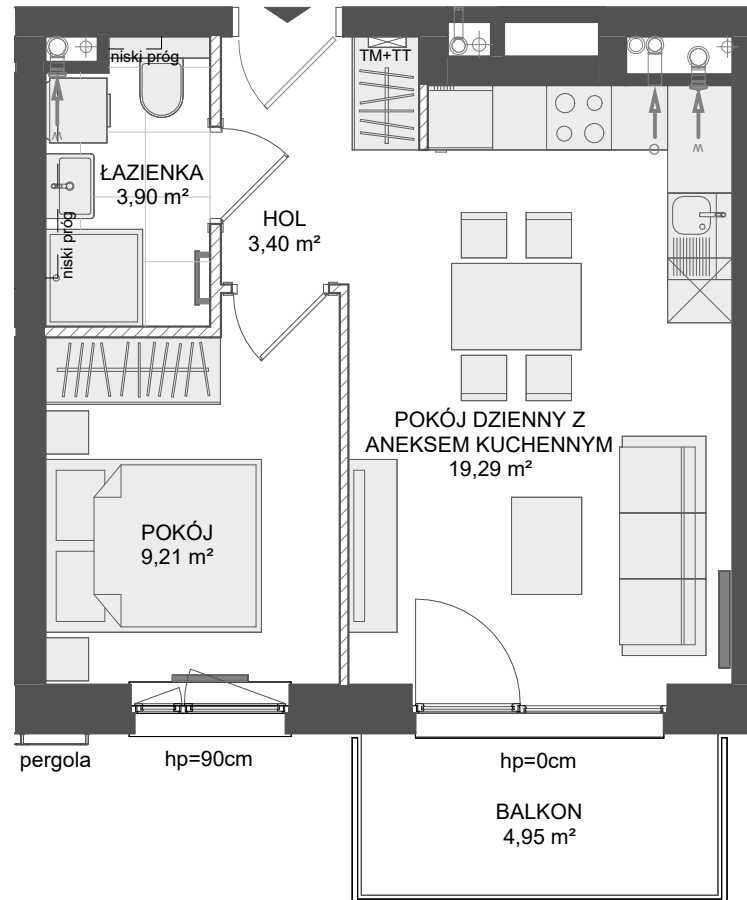 niski próg
TM+TT
W
ŁAZIENKA
3,90 m²
O
W
HOL
3,40 m²
niski próg
POKÓJ DZIENNY Z
ANEKSEM KUCHENNYM
19,29 m²
POKÓJ
9,21 m²
pergola
hp=90cm
hp=0cm
BALKON
4,95 m²